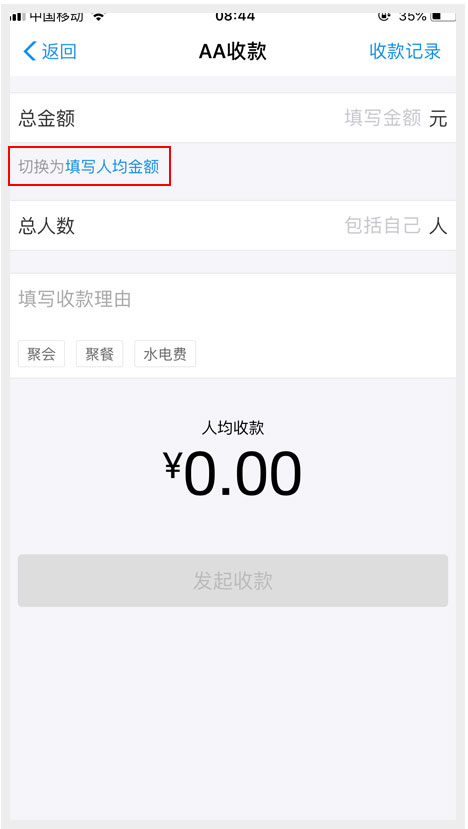 中国移动 08:44 35%
返回 AA收款 收款记录
总金额 填写金额 元
切换为填写人均金额
总人数 包括自己 人
填写收款理由
聚会 聚餐 水电费
人均收款
¥0.00
发起收款